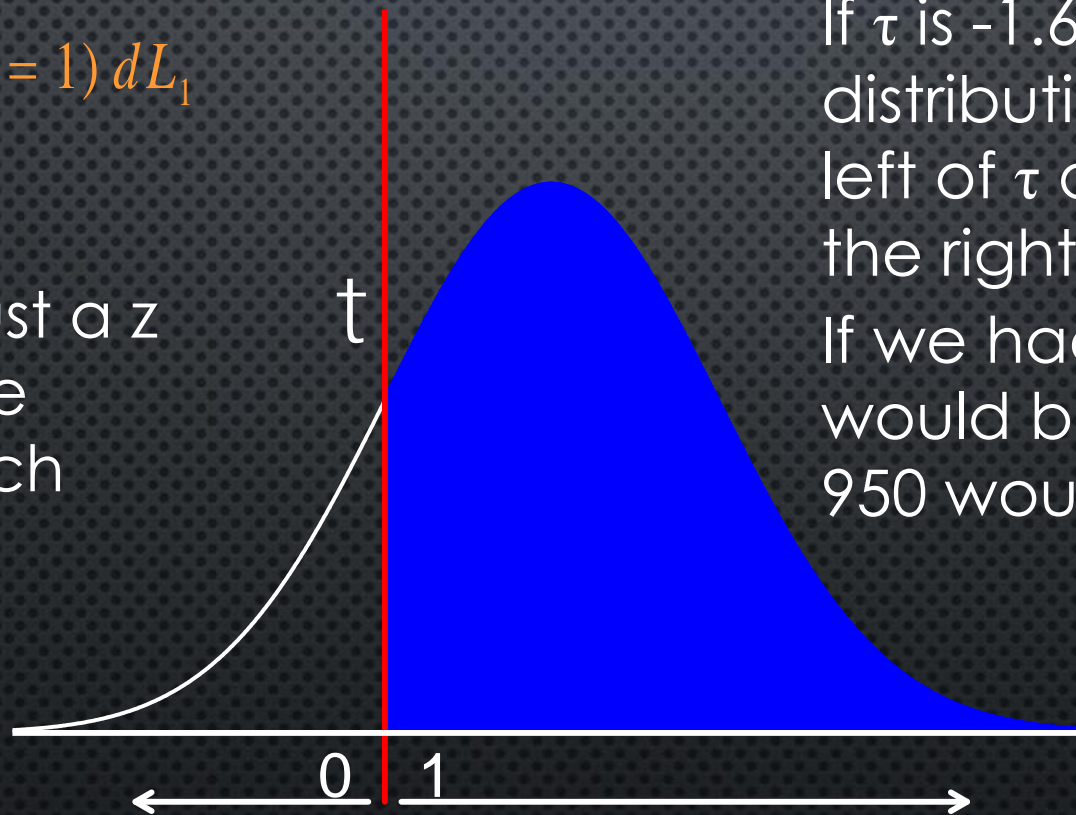 = 1) dL₁
ust a z
e
ch
t
If τ is -1.6
distributi
left of τ
the right
If we ha
would b
950 wou
0 1